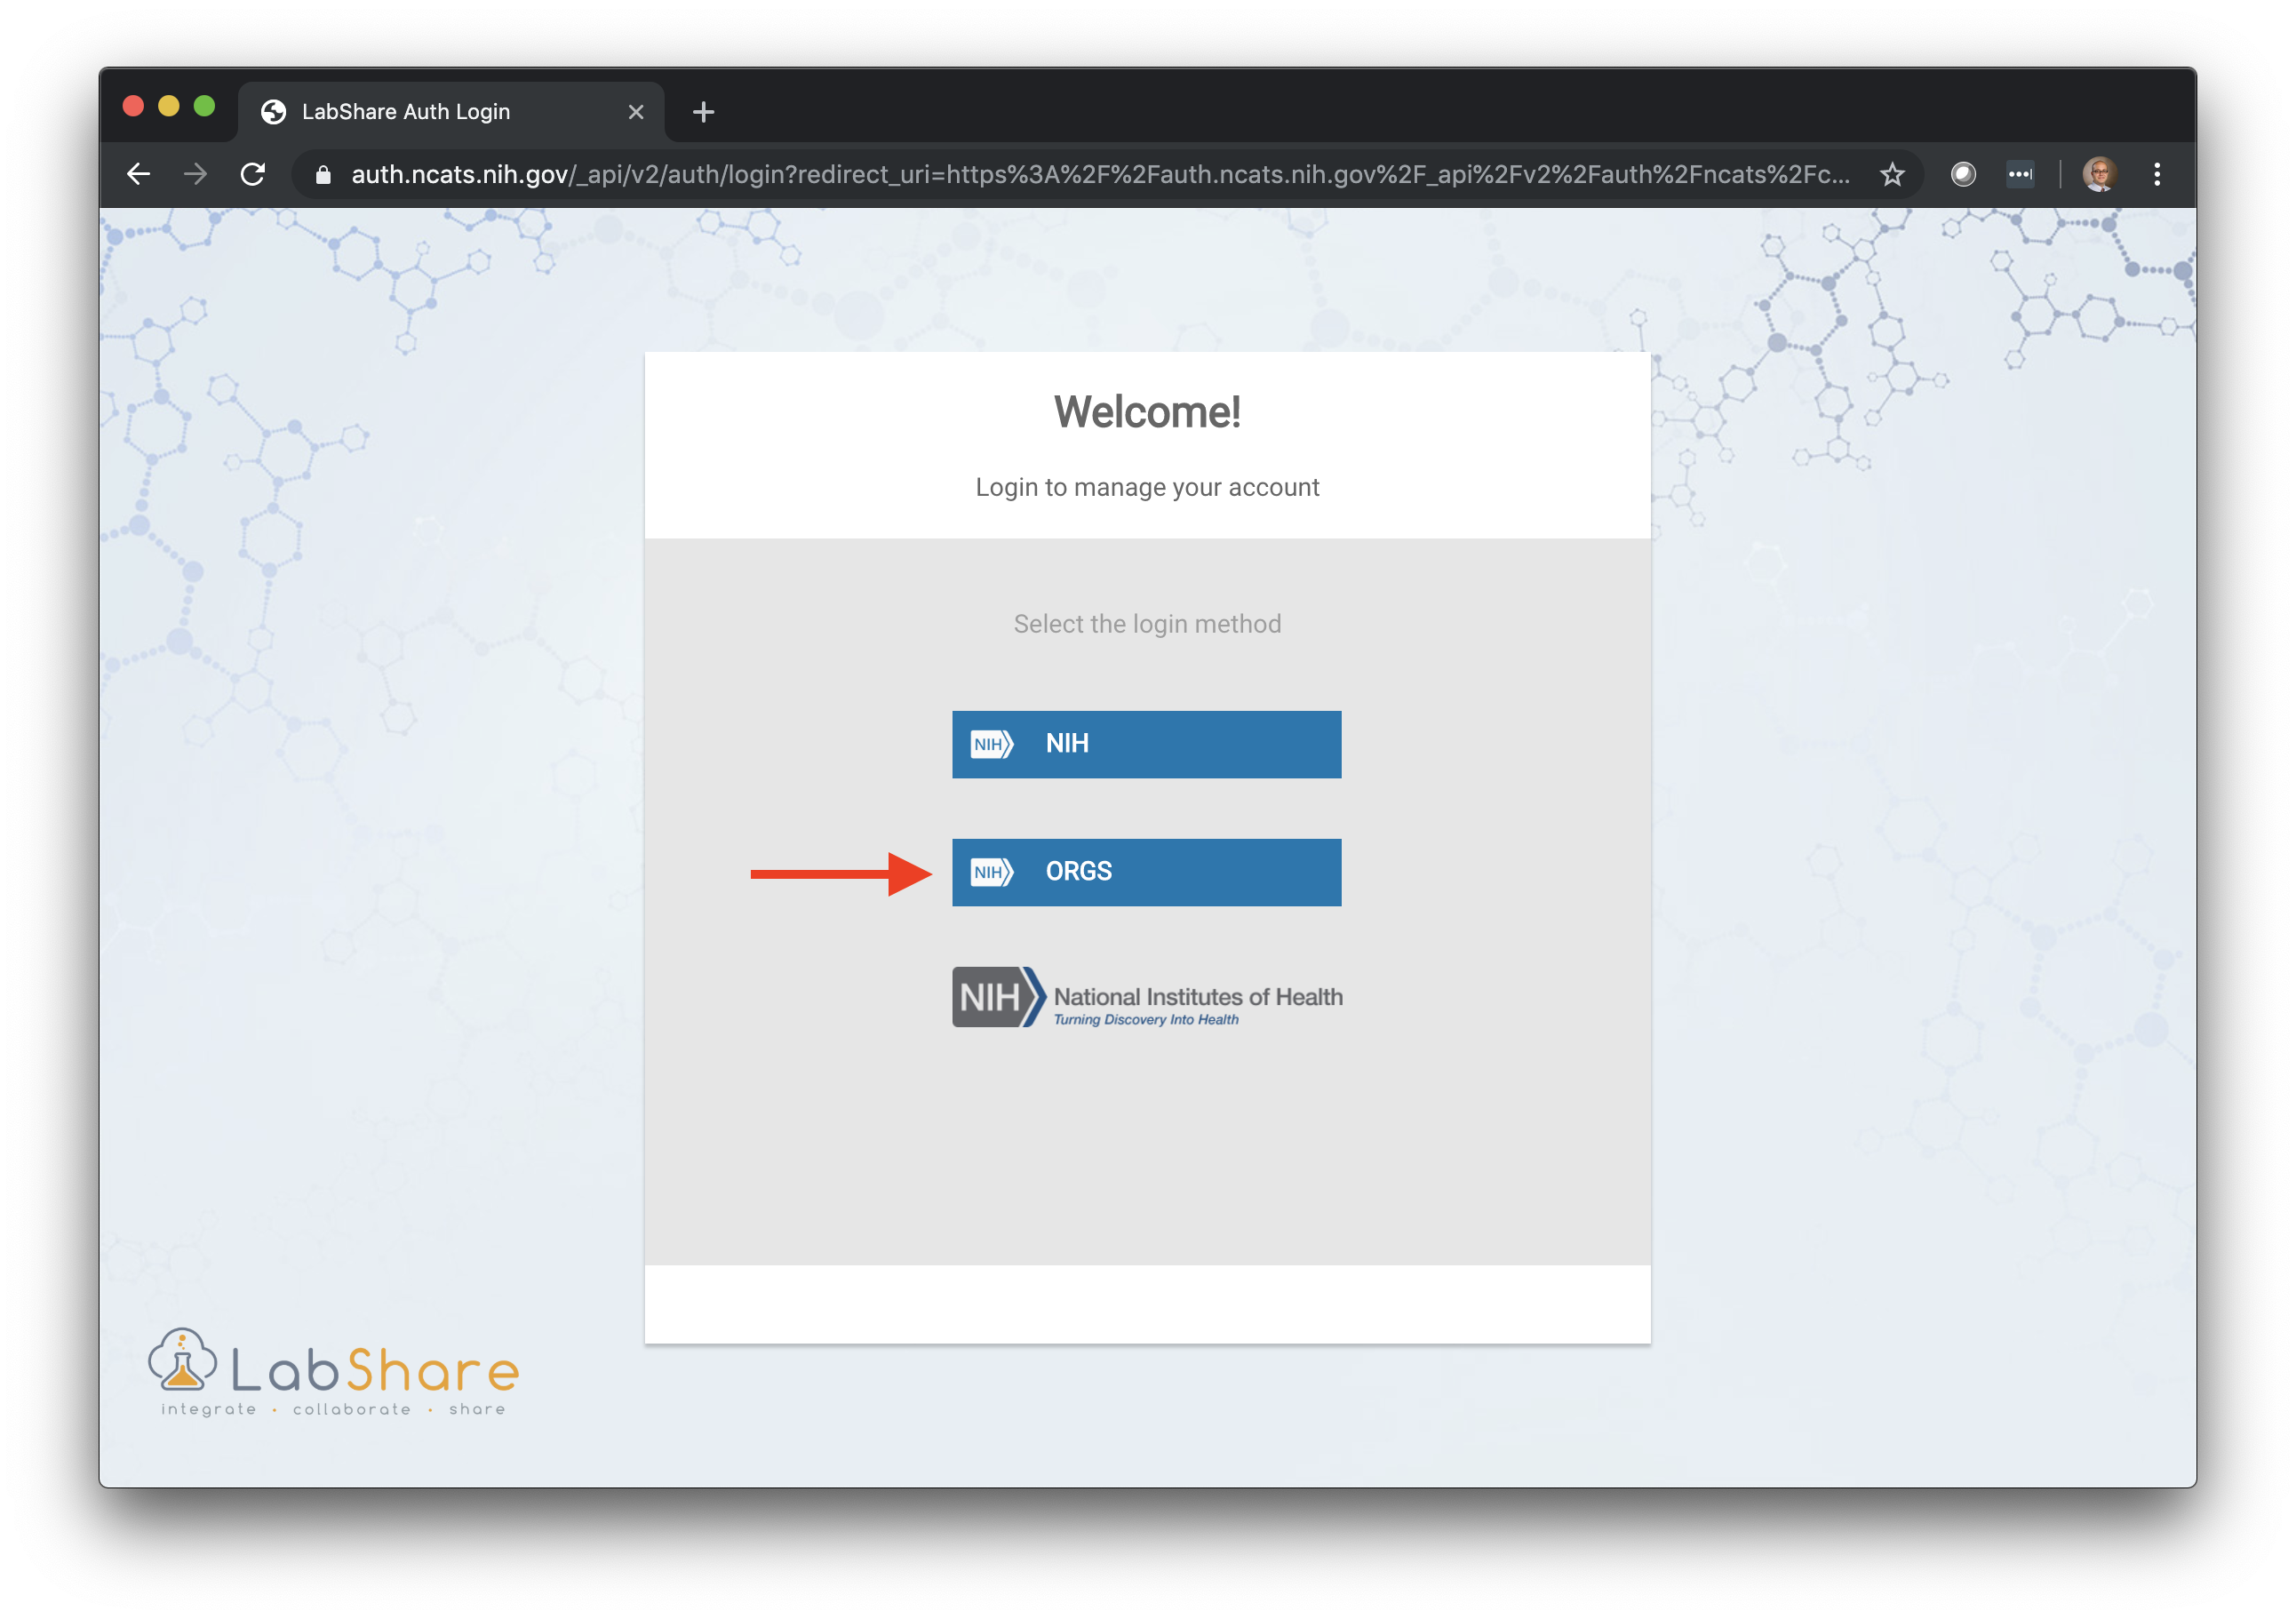 LabShare Auth Login
auth.ncats.nih.gov/_api/v2/auth/login?redirect_uri=https%3A%2F%2Fauth.ncats.nih.gov%2F_api%2Fv2%2Fauth%2Fncats%2Fc...
Welcome!
Login to manage your account
Select the login method
NIH NIH
NIH ORGS
NIH National Institutes of Health
Turning Discovery Into Health
LabShare
integrate · collaborate · share